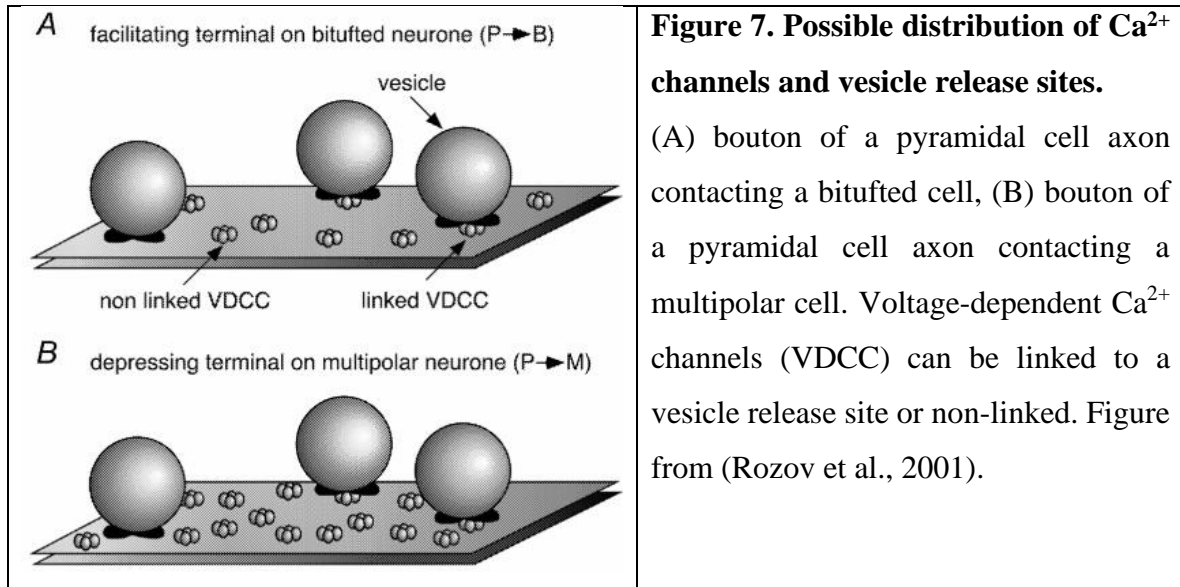 A facilitating terminal on bitufted neurone (P→B)
vesicle
non linked VDCC
linked VDCC
B depressing terminal on multipolar neurone (P→M)
Figure 7. Possible distribution of Ca²⁺
channels and vesicle release sites.
(A) bouton of a pyramidal cell axon
contacting a bitufted cell, (B) bouton of
a pyramidal cell axon contacting a
multipolar cell. Voltage-dependent Ca²⁺
channels (VDCC) can be linked to a
vesicle release site or non-linked. Figure
from (Rozov et al., 2001).